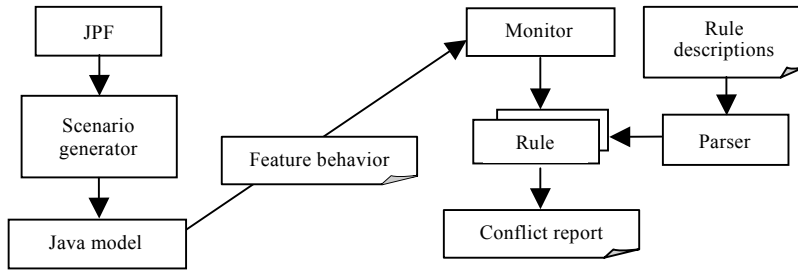 JPF
Scenario
generator
Java model
Feature behavior
Monitor
Rule
Conflict report
Rule
descriptions
Parser